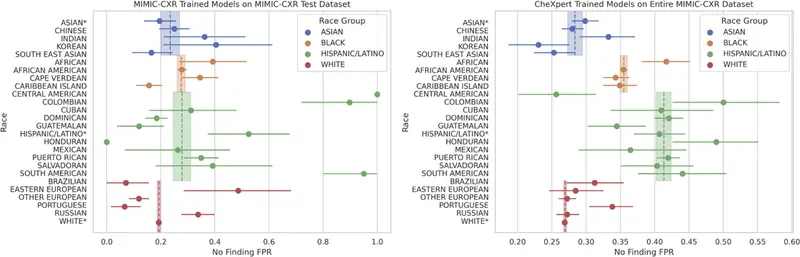 MIMIC-CXR Trained Models on MIMIC-CXR Test Dataset
Race
ASIAN*
CHINESE
INDIAN
KOREAN
SOUTH EAST ASIAN
AFRICAN
AFRICAN AMERICAN
CAPE VERDEAN
CARIBBEAN ISLAND
CENTRAL AMERICAN
COLOMBIAN
CUBAN
DOMINICAN
GUATEMALAN
HISPANIC/LATINO*
HONDURAN
MEXICAN
PUERTO RICAN
SALVADORAN
SOUTH AMERICAN
BRAZILIAN
EASTERN EUROPEAN
OTHER EUROPEAN
PORTUGUESE
RUSSIAN
WHITE*
Race Group
ASIAN
BLACK
HISPANIC/LATINO
WHITE
0.0 0.2 0.4 0.6 0.8 1.0
No Finding FPR
CheXpert Trained Models on Entire MIMIC-CXR Dataset
Race
ASIAN*
CHINESE
INDIAN
KOREAN
SOUTH EAST ASIAN
AFRICAN
AFRICAN AMERICAN
CAPE VERDEAN
CARIBBEAN ISLAND
CENTRAL AMERICAN
COLOMBIAN
CUBAN
DOMINICAN
GUATEMALAN
HISPANIC/LATINO*
HONDURAN
MEXICAN
PUERTO RICAN
SALVADORAN
SOUTH AMERICAN
BRAZILIAN
EASTERN EUROPEAN
OTHER EUROPEAN
PORTUGUESE
RUSSIAN
WHITE*
Race Group
ASIAN
BLACK
HISPANIC/LATINO
WHITE
0.20 0.25 0.30 0.35 0.40 0.45 0.50 0.55
No Finding FPR